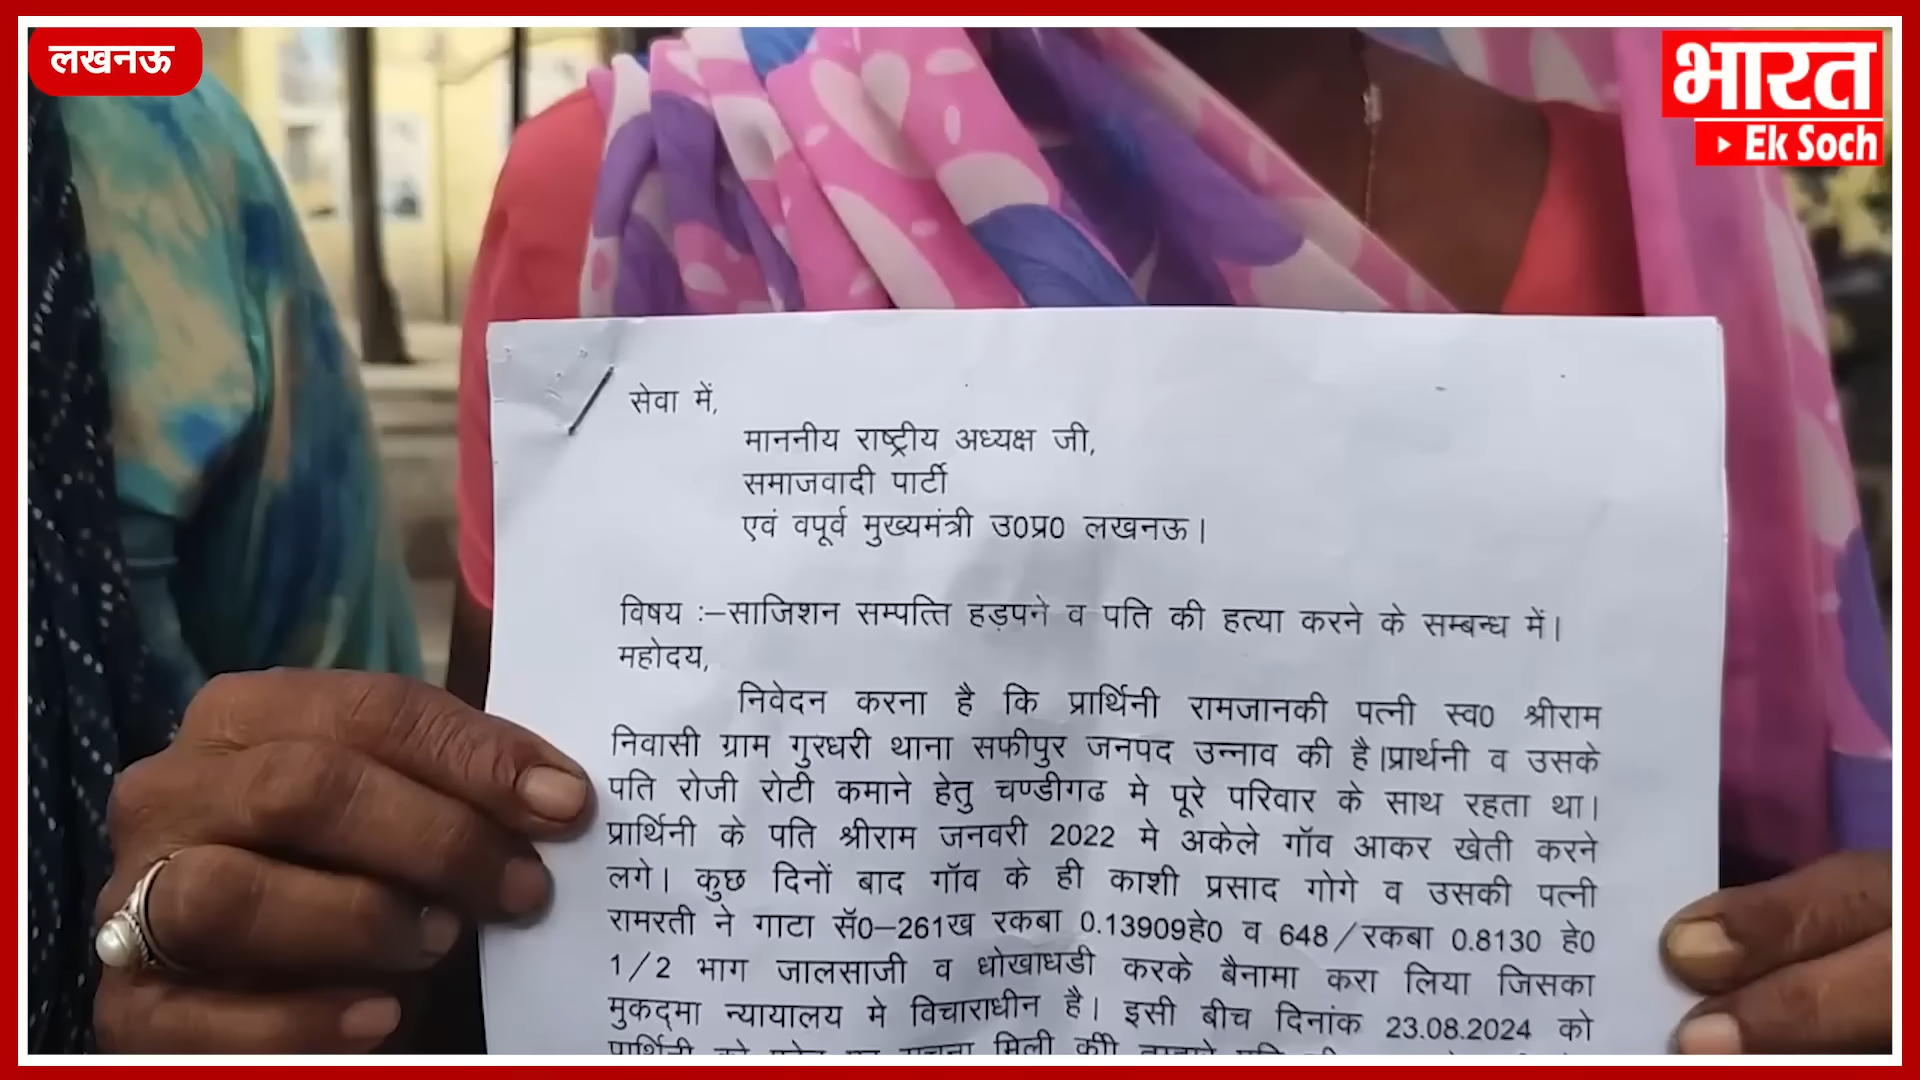 लखनऊ
भारत
Ek Soch
सेवा में,
माननीय राष्ट्रीय अध्यक्ष जी,
समाजवादी पार्टी
एवं वपूर्व मुख्यमंत्री उ0प्र0 लखनऊ।
विषय :–साजिशन सम्पत्ति हड़पने व पति की हत्या करने के सम्बन्ध में।
महोदय,
निवेदन करना है कि प्रार्थिनी रामजानकी पत्नी स्व0 श्रीराम
निवासी ग्राम गुरधरी थाना सफीपुर जनपद उन्नाव की है।प्रार्थनी व उसके
पति रोजी रोटी कमाने हेतु चण्डीगढ मे पूरे परिवार के साथ रहता था।
प्रार्थिनी के पति श्रीराम जनवरी 2022 मे अकेले गॉव आकर खेती करने
लगे। कुछ दिनों बाद गॉव के ही काशी प्रसाद गोगे व उसकी पत्नी
रामरती ने गाटा सॅ0–261ख रकबा 0.13909हे0 व 648/रकबा 0.8130 हे0
1/2 भाग जालसाजी व धोखाधडी करके बैनामा करा लिया जिसका
मुकद्मा न्यायालय मे विचाराधीन है। इसी बीच दिनांक 23.08.2024 को
मिली